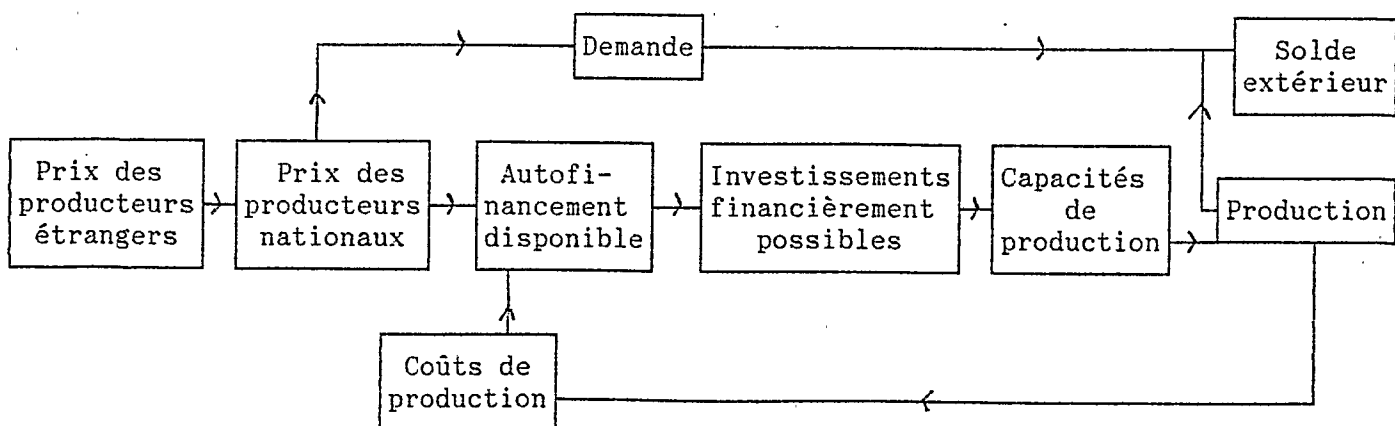 Demande
Solde
extérieur
Prix des
producteurs
étrangers
Prix des
producteurs
nationaux
Autofi-
nancement
disponible
Investissements
financièrement
possibles
Capacités
de
production
Production
Coûts de
production